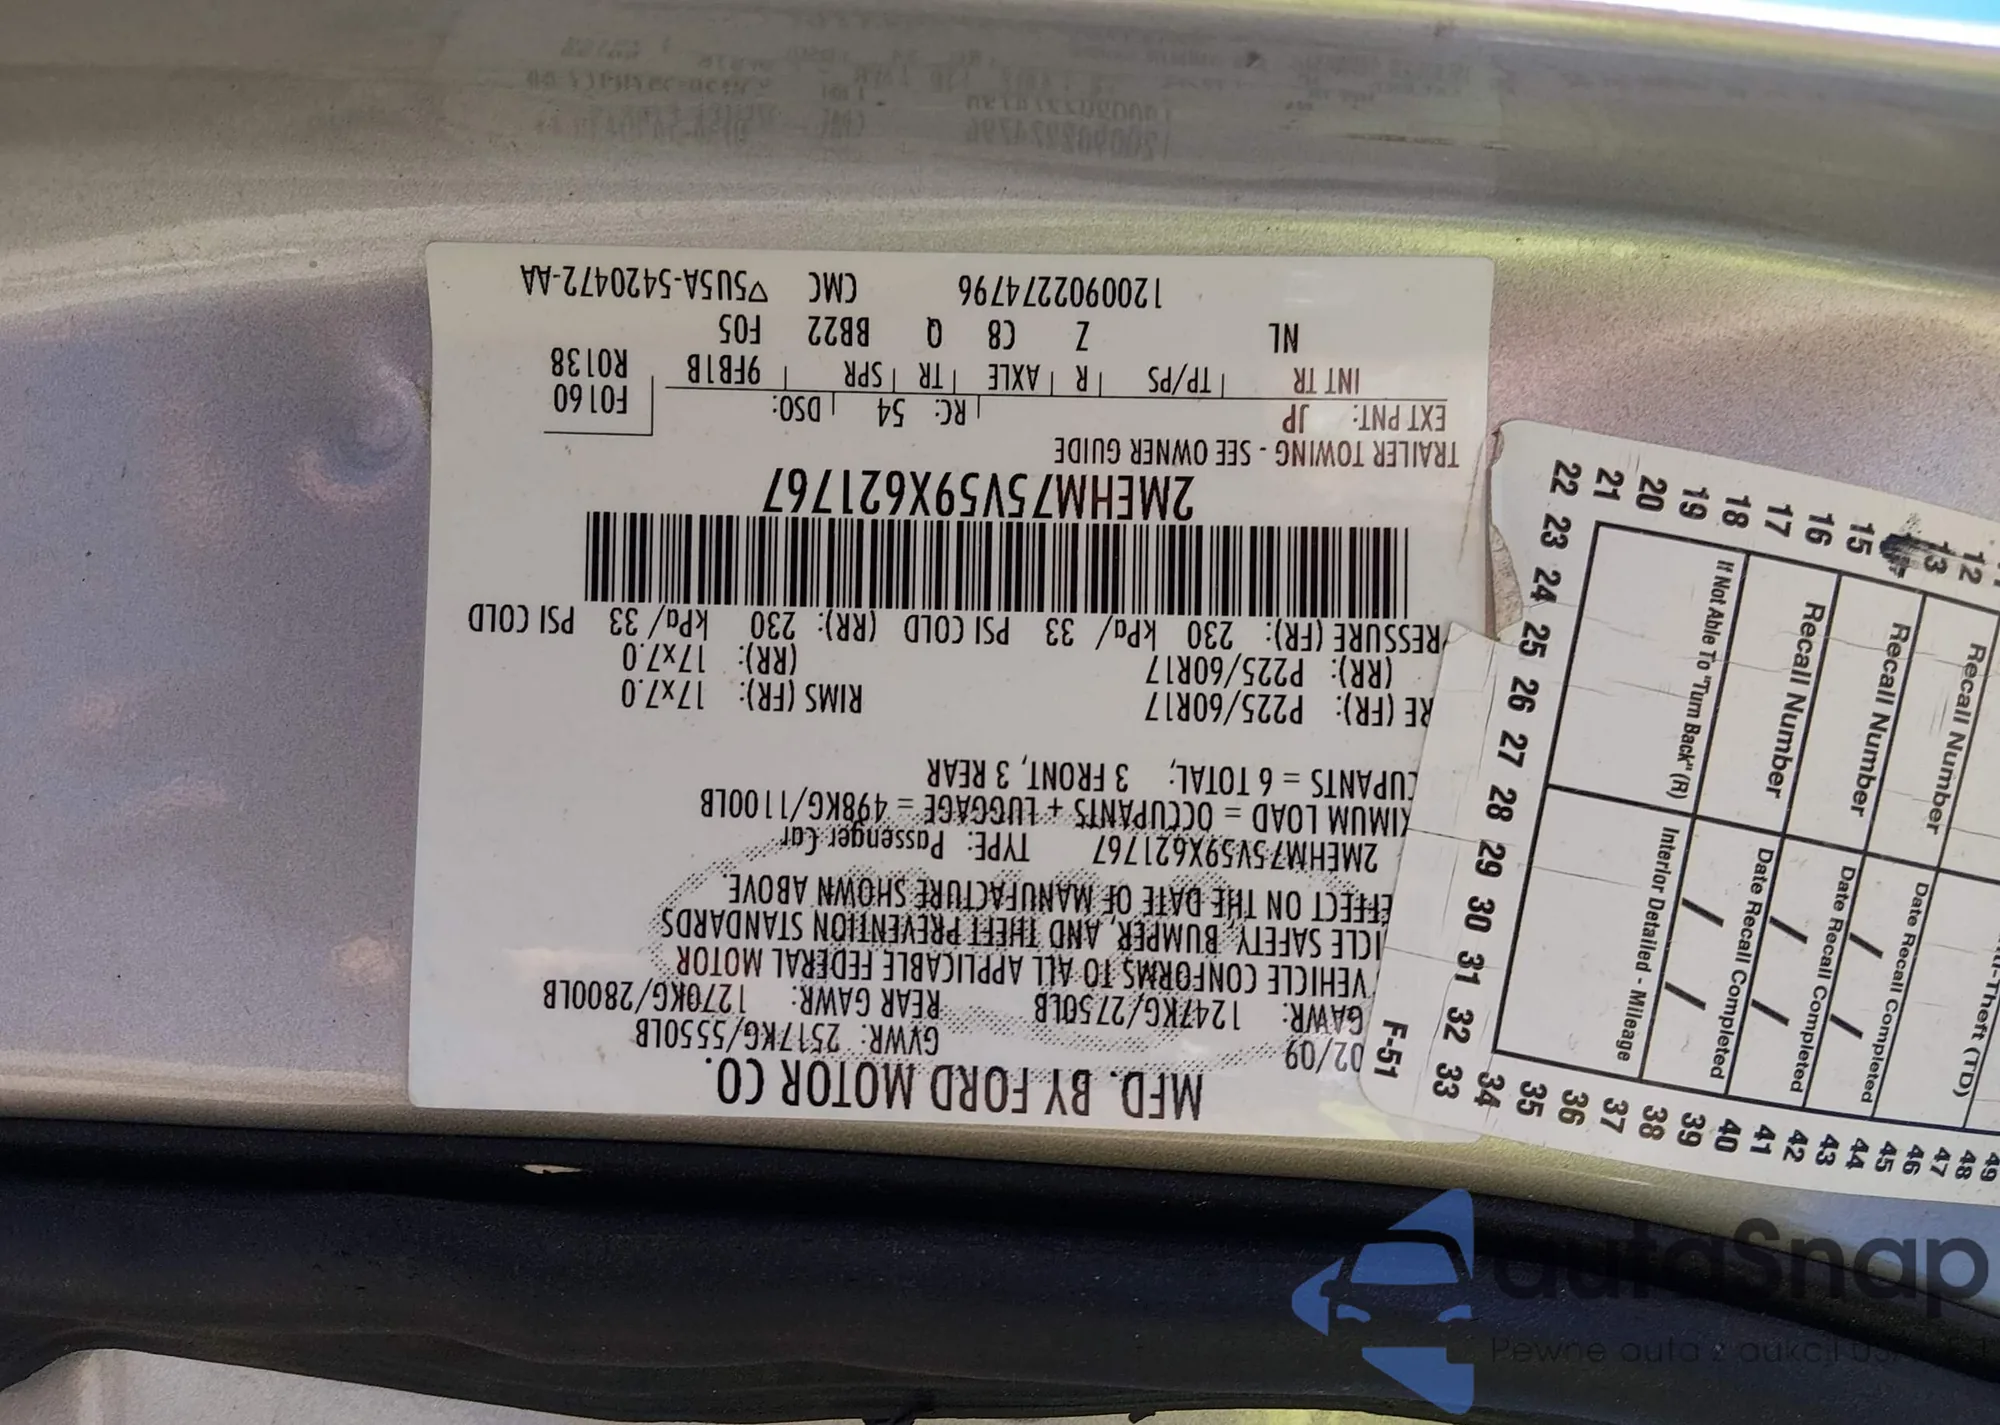 MFD. BY FORD MOTOR CO.
02/09 GVWR: 2517KG/5550LB
GAWR: 1247KG/2750LB REAR GAWR: 1270KG/2800LB
VEHICLE CONFORMS TO ALL APPLICABLE FEDERAL MOTOR
ICLE SAFETY, BUMPER, AND THEFT PREVENTION STANDARDS
EFFECT ON THE DATE OF MANUFACTURE SHOWN ABOVE.
2MEHM75V59X621767 TYPE: Passenger Car
XIMUM LOAD = OCCUPANTS + LUGGAGE = 498KG/1100LB
CUPANTS = 6 TOTAL; 3 FRONT, 3 REAR
RE (FR): P225/60R17 RIMS (FR): 17x7.0
(RR): P225/60R17 (RR): 17x7.0
RESSURE (FR): 230 kPa/ 33 PSI COLD (RR): 230 kPa/ 33 PSI COLD
2MEHM75V59X621767
TRAILER TOWING - SEE OWNER GUIDE
EXT PNT: JP RC: 54 DSO: F0160
INT TR TP/PS R AXLE TR SPR 9FB1B R0138
NL Z C8 Q BB22 F05
1200902274796 CMC ▽5U5A-5420472-AA
12 13 15 16 17 18 19 20 21 22
23 24 25 26 27 28 29 30 31 32 33
34 35 36 37 38 39 40 41 42 43 44 45 46 47 48 49
F-51
Recall Number
Date Recall Completed
/ /
Recall Number
Date Recall Completed
/ /
Recall Number
Date Recall Completed
/ /
If Not Able To "Turn Back" (R)
Interior Detailed - Mileage
-Theft (TD)
autoSnap
Pewne auta z aukcji